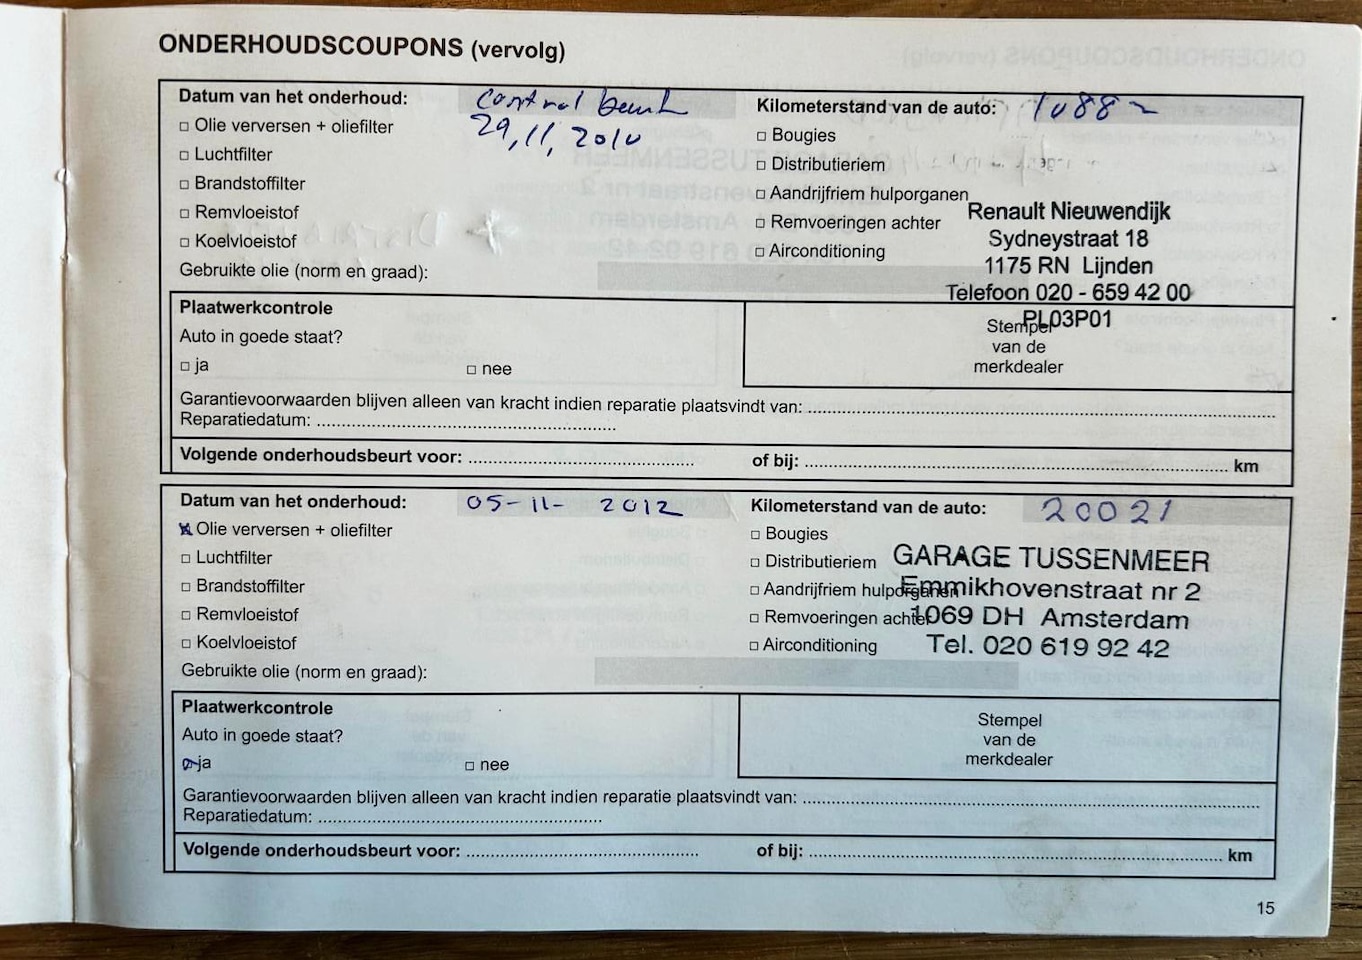 ONDERHOUDSCOUPONS (vervolg)
Datum van het onderhoud:
29,11,2010
Kilometerstand van de auto:
Olie verversen + oliefilter
Luchtfilter
Brandstoffilter
Remvloeistof
Koelvloeistof
Gebruikte olie (norm en graad):
Bougies
Distributieriem
Aandrijfriem hulporganen
Remvoeringen achter
Airconditioning
Renault Nieuwendijk
Sydneystraat 18
1175 RN Lijnden
Telefoon 020 - 659 42 00
PL03P01
Plaatwerkcontrole
Auto in goede staat?
ja nee
Stempel
van de
merkdealer
Garantievoorwaarden blijven alleen van kracht indien reparatie plaatsvindt van:
Reparatiedatum:
Volgende onderhoudsbeurt voor: of bij: km
Datum van het onderhoud: 05-11-2012
Kilometerstand van de auto: 20021
Olie verversen + oliefilter
Luchtfilter
Brandstoffilter
Remvloeistof
Koelvloeistof
Gebruikte olie (norm en graad):
Bougies
Distributieriem
Aandrijfriem hulporganen
Remvoeringen achter
Airconditioning
GARAGE TUSSENMEER
Emmikhovenstraat nr 2
1069 DH Amsterdam
Tel. 020 619 92 42
Plaatwerkcontrole
Auto in goede staat?
ja nee
Stempel
van de
merkdealer
Garantievoorwaarden blijven alleen van kracht indien reparatie plaatsvindt van:
Reparatiedatum:
Volgende onderhoudsbeurt voor: of bij: km
15